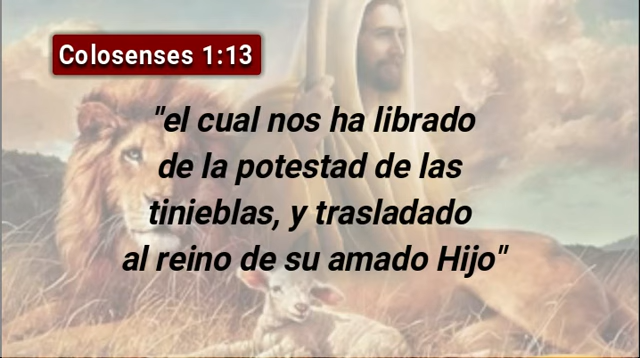 Colosenses 1:13
"el cual nos ha librado
de la potestad de las
tinieblas, y trasladado
al reino de su amado Hijo"